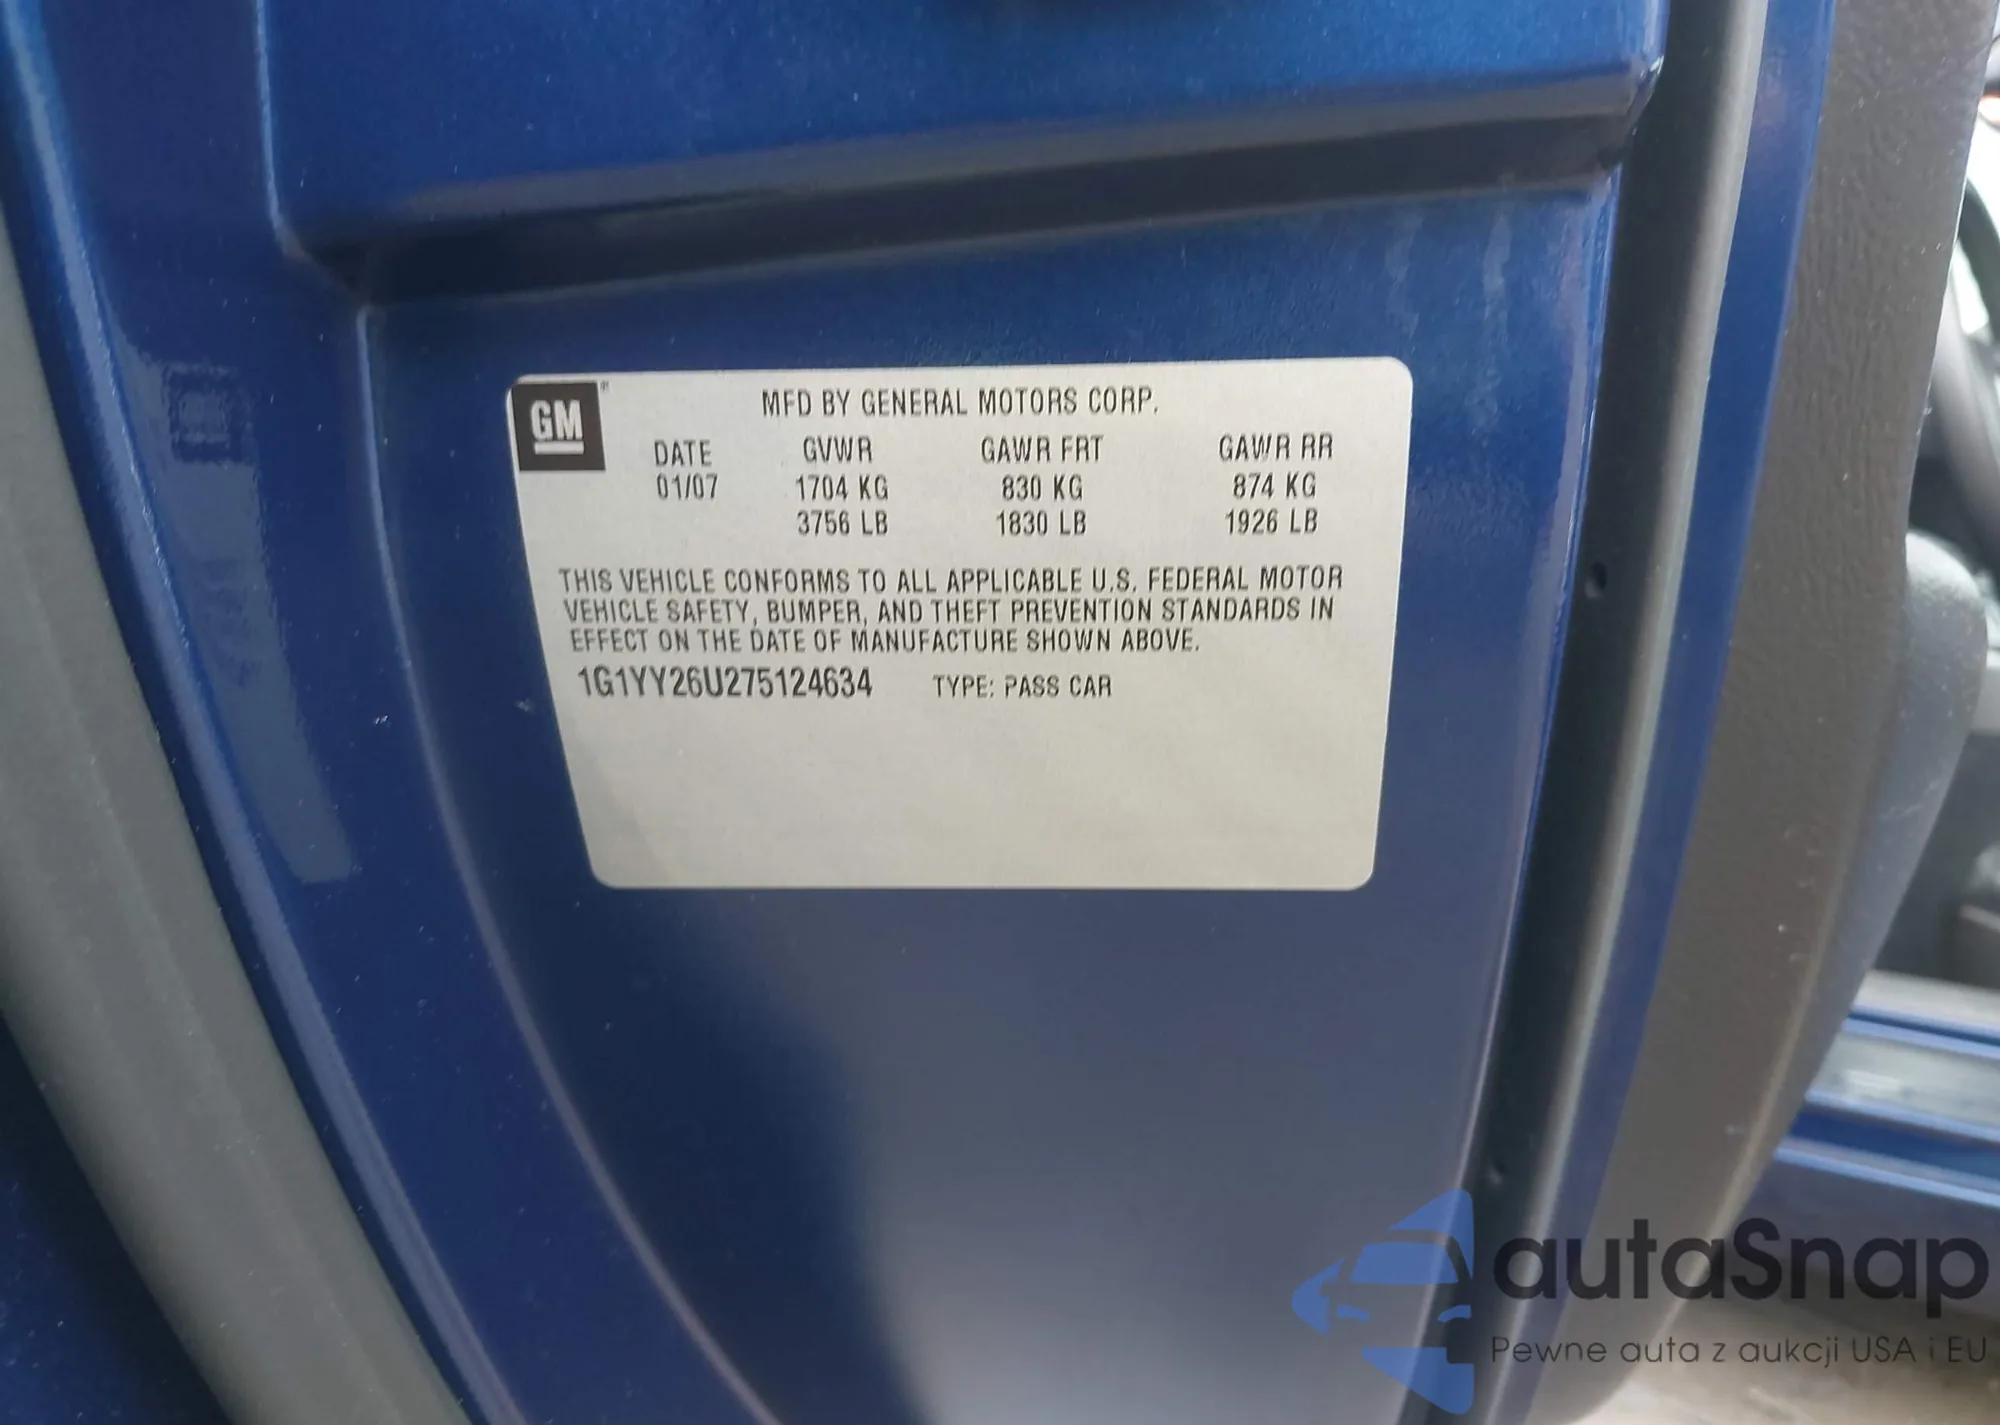 GM
MFD BY GENERAL MOTORS CORP.
DATE GVWR GAWR FRT GAWR RR
01/07 1704 KG 830 KG 874 KG
3756 LB 1830 LB 1926 LB
THIS VEHICLE CONFORMS TO ALL APPLICABLE U.S. FEDERAL MOTOR
VEHICLE SAFETY, BUMPER, AND THEFT PREVENTION STANDARDS IN
EFFECT ON THE DATE OF MANUFACTURE SHOWN ABOVE.
1G1YY26U275124634 TYPE: PASS CAR
autaSnap
Pewne auta z aukcji USA i EU